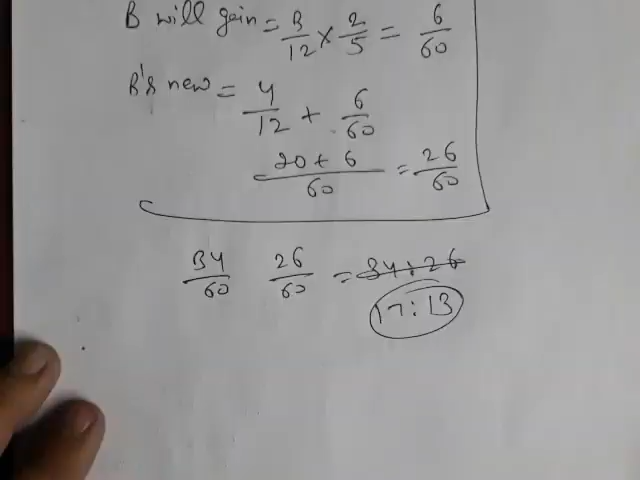 B will gain = 3/12 × 2/5 = 6/60
B's new = 4/12 + 6/60
20 + 6/60 = 26/60
34/60 26/60 = 34:26
17:13